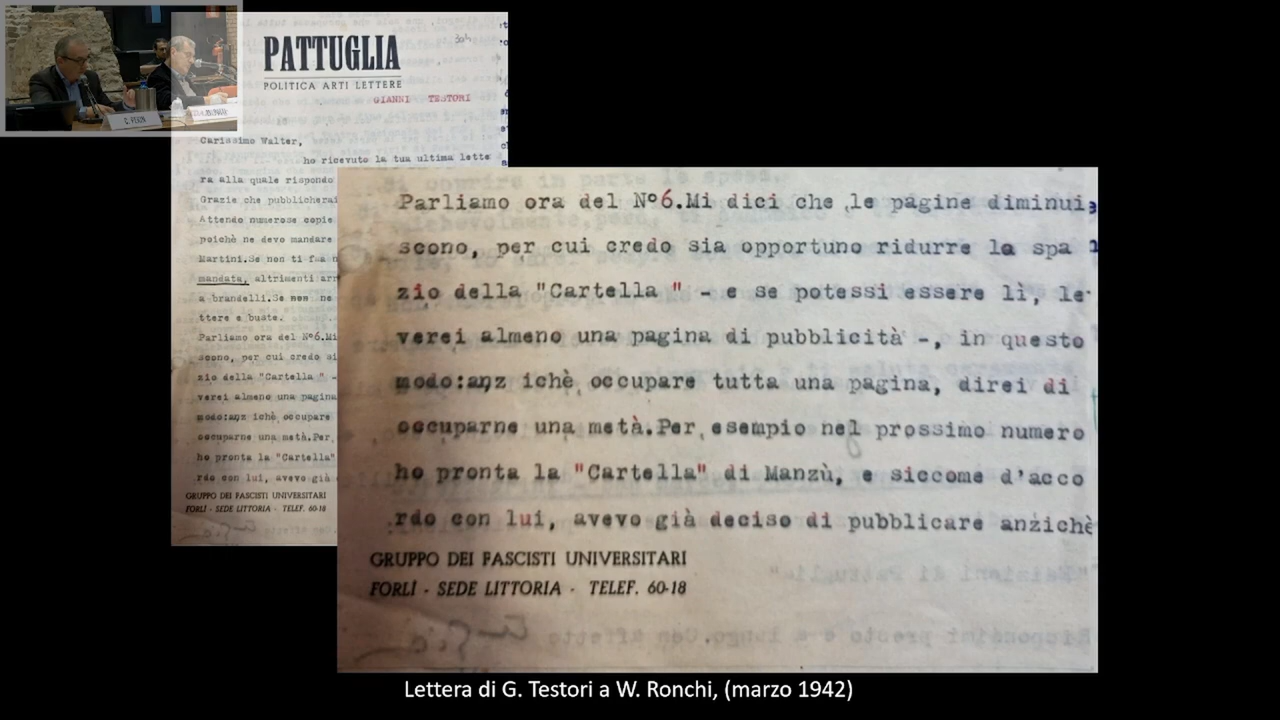 PATTUGLIA
POLITICA ARTI LETTERE
GIANNI TESTORI
Carissimo Walter,
ho ricevuto la tua ultima lette
ra alla quale rispondo
Grazie che pubblicherai
Attendo numerose copie
poichè ne devo mandare
Martini.Se non ti fua
mandata, altrimenti arr
a brandelli.Se non ne
ttere e buste.
Parliamo ora del N°6.Mi
scono, per cui credo si
zio della "Cartella " -
verei almeno una pagina
modo:anz ichè occupare
occuparne una metà.Per
ho pronta la "Cartella"
rdo con lui, avevo già
GRUPPO DEI FASCISTI UNIVERSITARI
FORLÌ - SEDE LITTORIA - TELEF. 60-18
Parliamo ora del N°6.Mi dici che le pagine diminui
scono, per cui credo sia opportuno ridurre la spa
zio della "Cartella " - e se potessi essere lì, le
verei almeno una pagina di pubblicità -, in questo
modo:anz ichè occupare tutta una pagina, direi di
occuparne una metà.Per esempio nel prossimo numero
ho pronta la "Cartella" di Manzù, e siccome d'acco
rdo con lui, avevo già deciso di pubblicare anzichè
GRUPPO DEI FASCISTI UNIVERSITARI
FORLÌ - SEDE LITTORIA - TELEF. 60-18
Lettera di G. Testori a W. Ronchi, (marzo 1942)